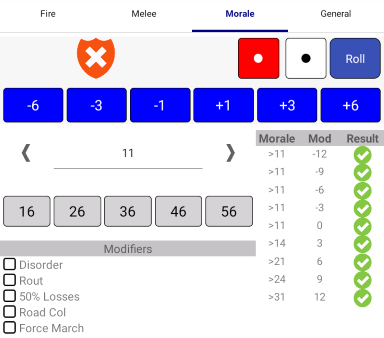 Fire Melee Morale General
Roll
-6 -3 -1 +1 +3 +6
11
16 26 36 46 56
Modifiers
Disorder
Rout
50% Losses
Road Col
Force March
Morale Mod Result
>11 -12
>11 -9
>11 -6
>11 -3
>11 0
>14 3
>21 6
>24 9
>31 12